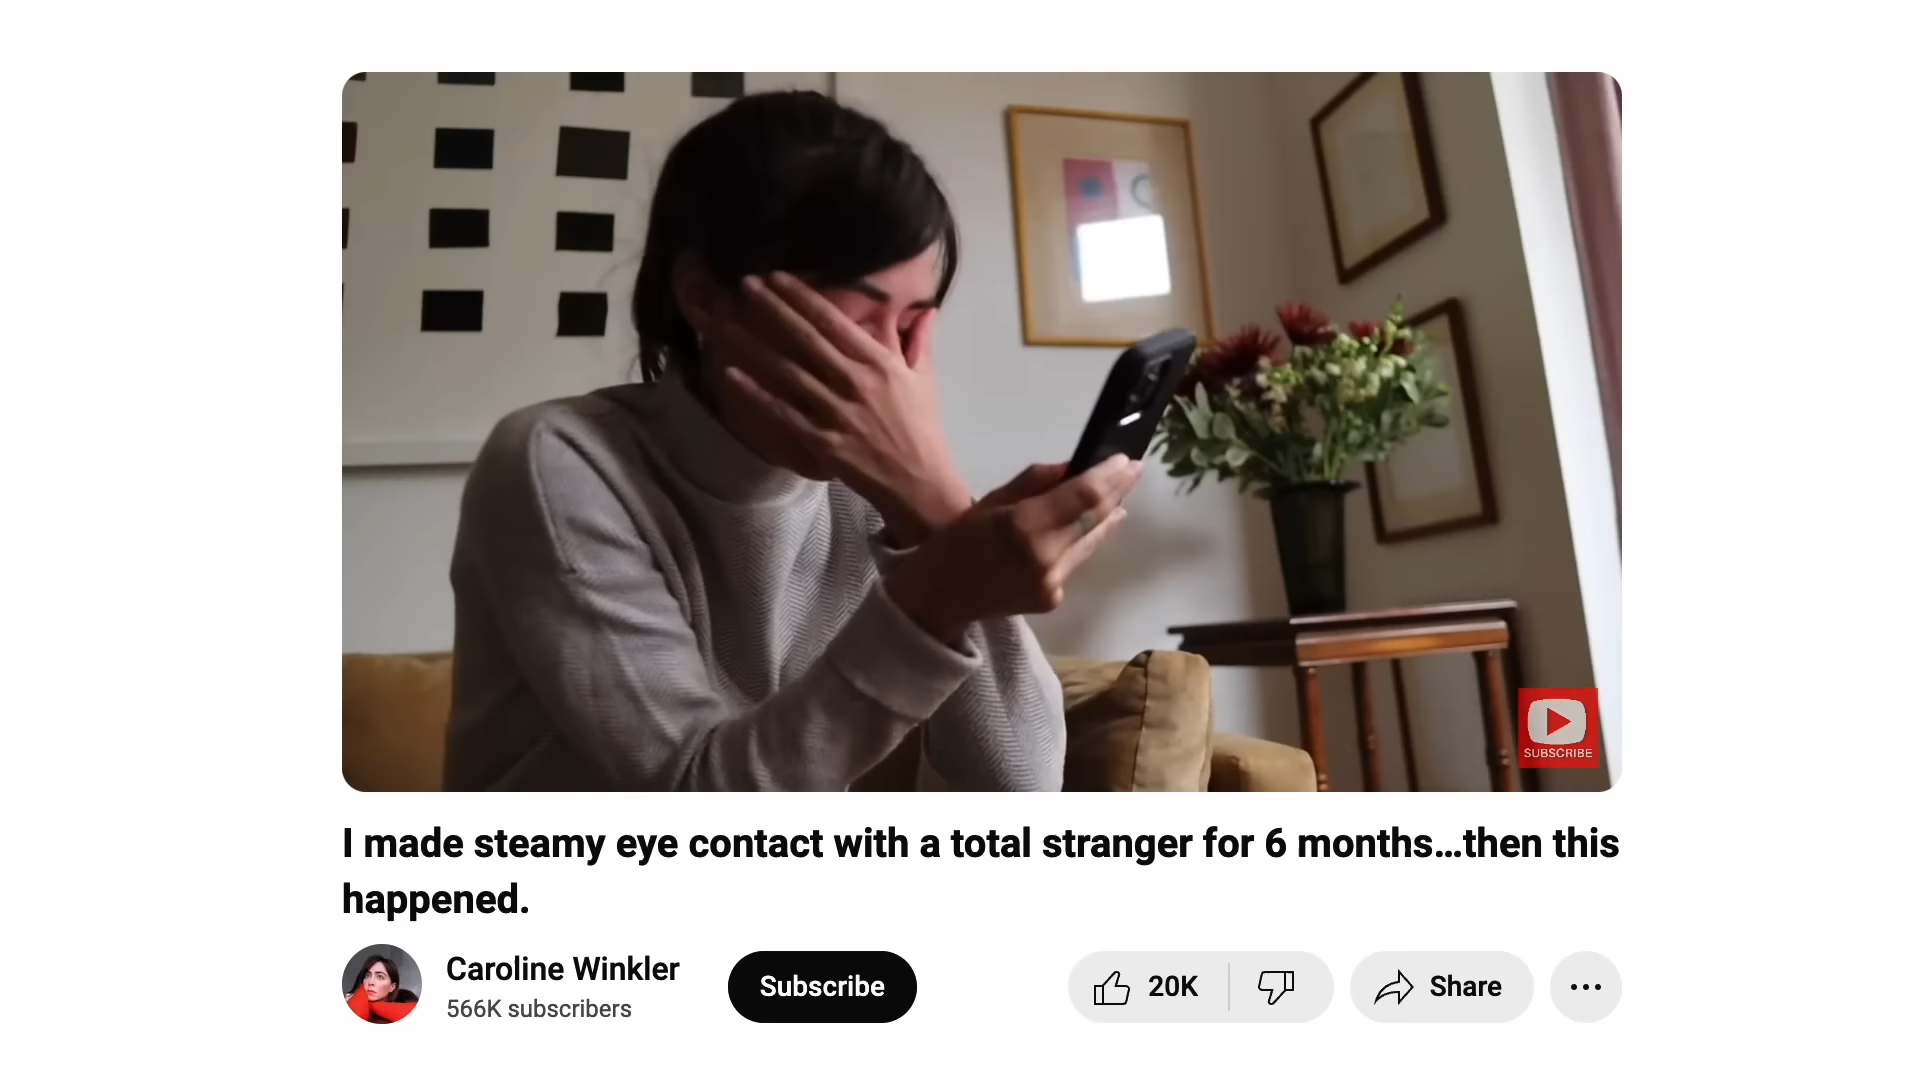 SUBSCRIBE
I made steamy eye contact with a total stranger for 6 months...then this
happened.
Caroline Winkler
566K subscribers
Subscribe
20K
Share